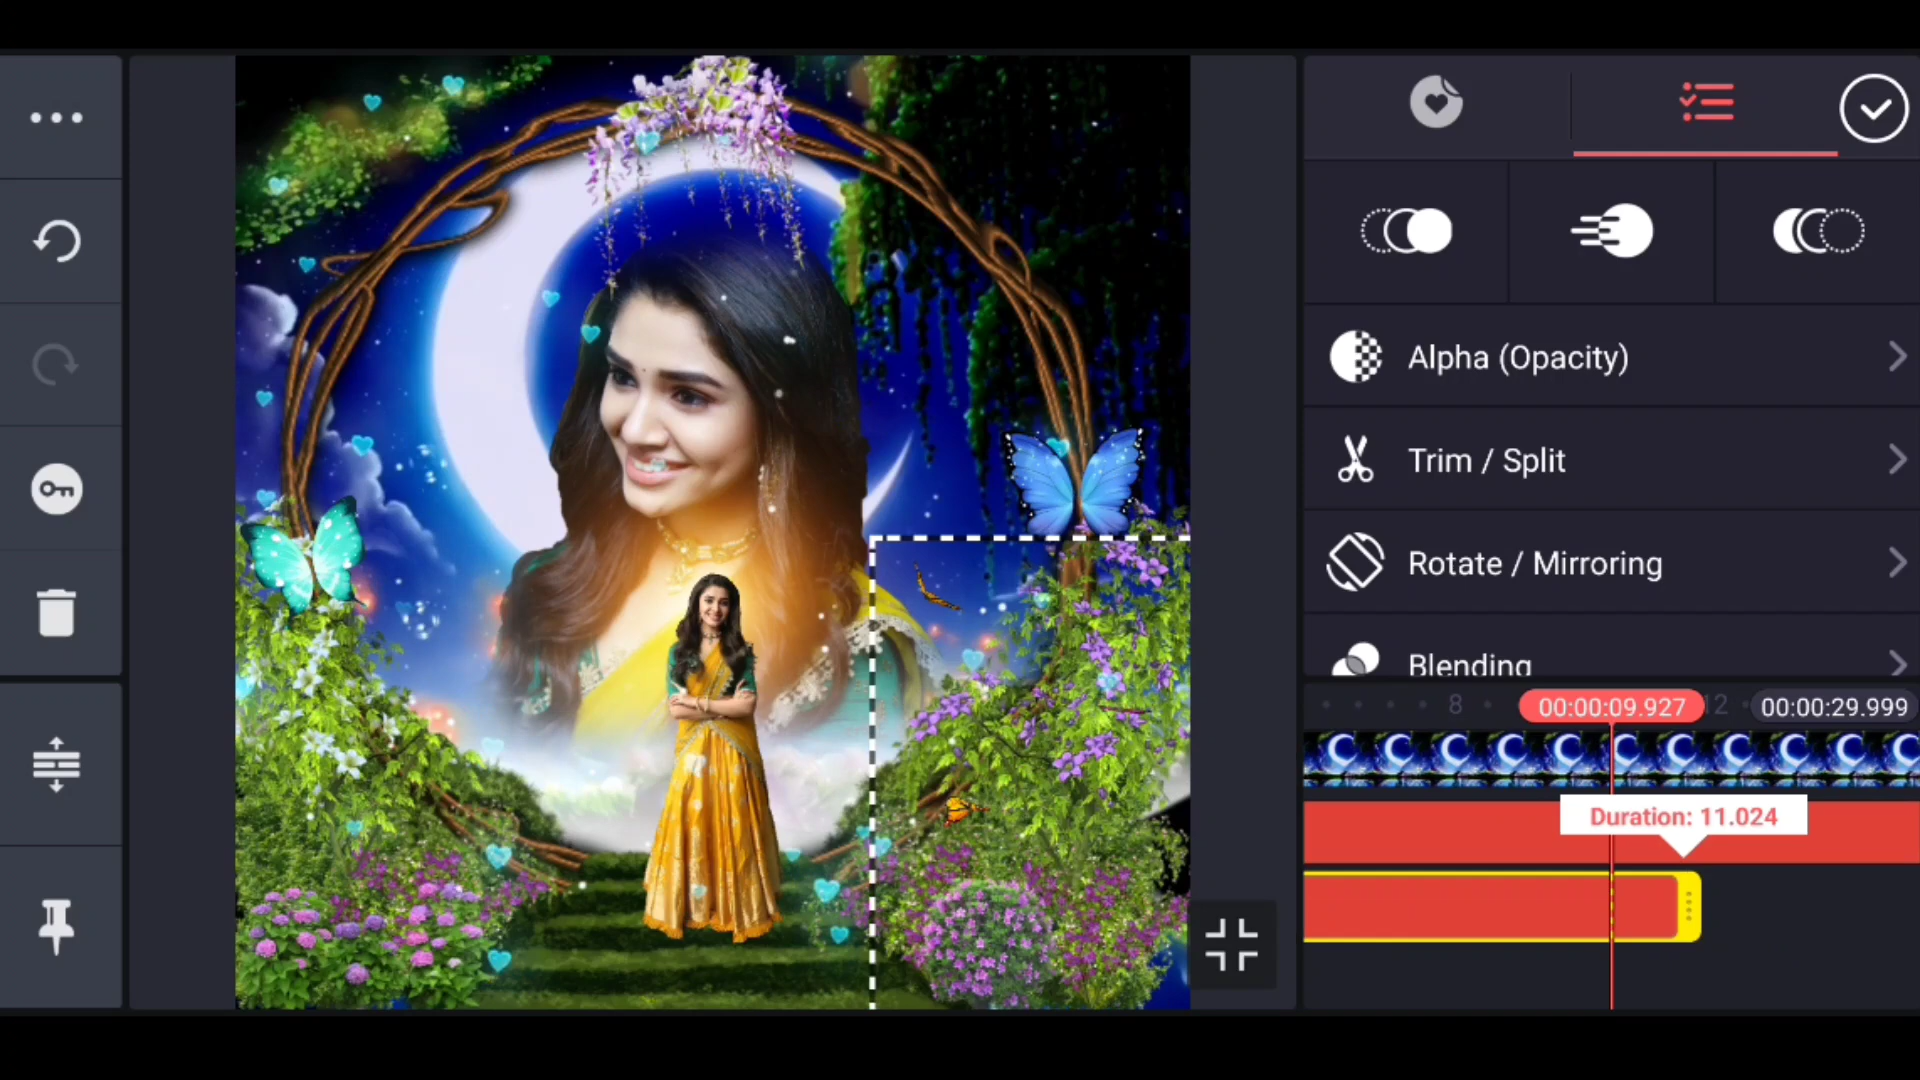 Alpha (Opacity)
Trim / Split
Rotate / Mirroring
Blending
8
00:00:09.927
12
00:00:29.999
Duration: 11.024